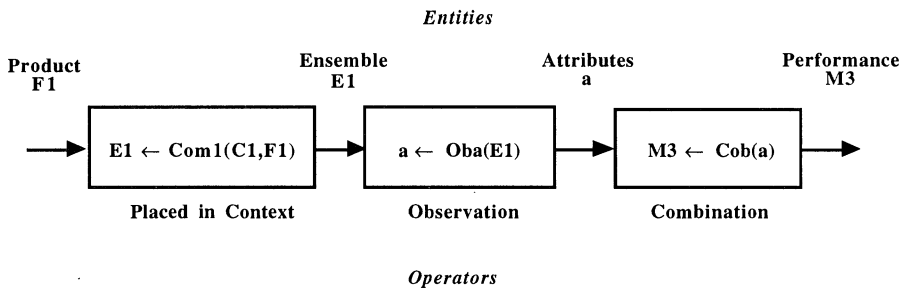 Entities
Product
F1
Ensemble
E1
Attributes
a
Performance
M3
E1 ← Com1(C1,F1)
a ← Oba(E1)
M3 ← Cob(a)
Placed in Context
Observation
Combination
Operators